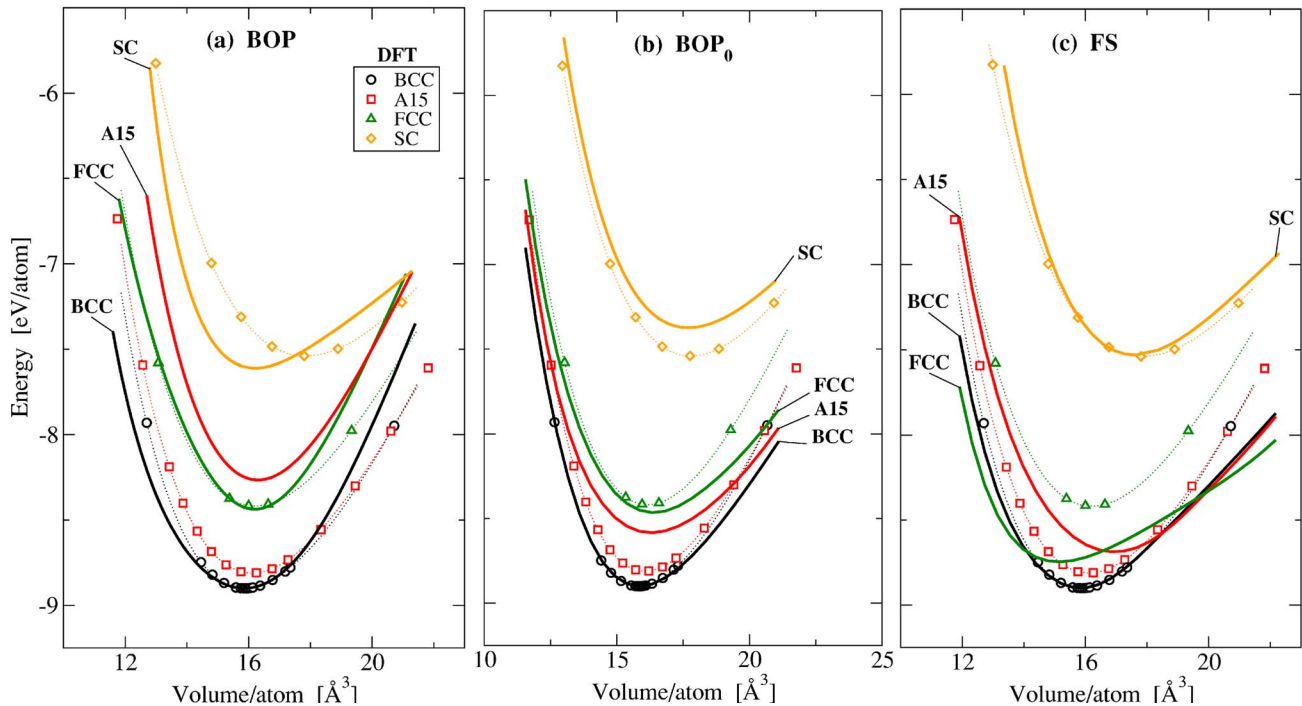 (a) BOP
SC
DFT
BCC
A15
FCC
SC
A15
FCC
BCC
-6
-7
-8
-9
Energy [eV/atom]
12
16
20
Volume/atom [Å3]
(b) BOP0
SC
FCC
A15
BCC
10
15
20
25
Volume/atom [Å3]
(c) FS
A15
SC
BCC
FCC
12
16
20
Volume/atom [Å3]